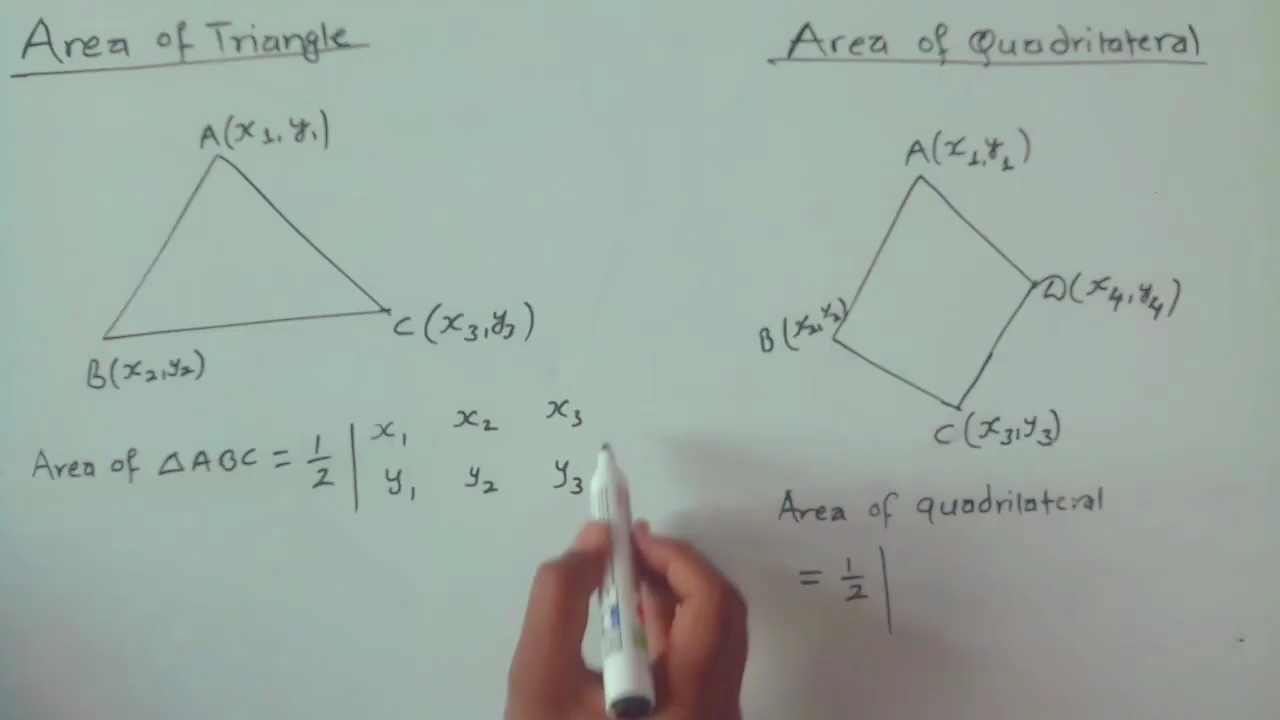 Area of Triangle
A(x₁, y₁)
B(x₂, y₂)
C(x₃, y₃)
Area of △ABC = 1/2 | x₁ x₂ x₃
y₁ y₂ y₃
Area of Quadrilateral
A(x₁, y₁)
B(x₂, y₂)
C(x₃, y₃)
D(x₄, y₄)
Area of quadrilateral
= 1/2 |